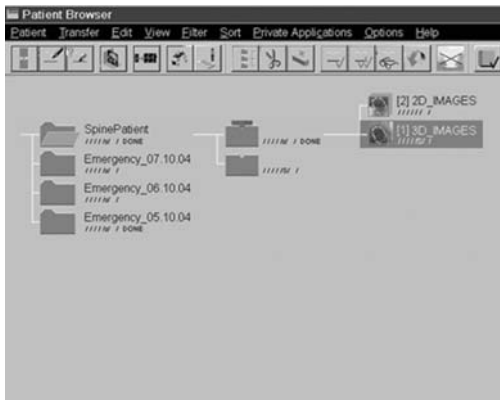 Patient Browser
Patient Transfer Edit View Filter Sort Private Applications Options Help
[2] 2D_IMAGES
SpinePatient
/ DONE
/ DONE
[1] 3D_IMAGES
Emergency_07.10.04
Emergency_06.10.04
Emergency_05.10.04
/ DONE